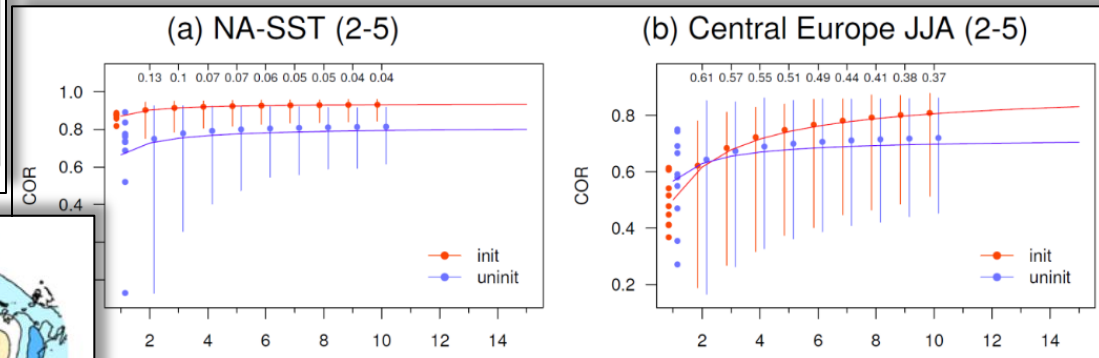 (a) NA-SST (2-5)
0.13 0.1 0.07 0.07 0.06 0.05 0.05 0.04 0.04
1.0
0.8
0.6
0.4
COR
init
uninit
2 4 6 8 10 12 14
(b) Central Europe JJA (2-5)
0.61 0.57 0.55 0.51 0.49 0.44 0.41 0.38 0.37
0.8
0.6
0.4
0.2
COR
init
uninit
2 4 6 8 10 12 14